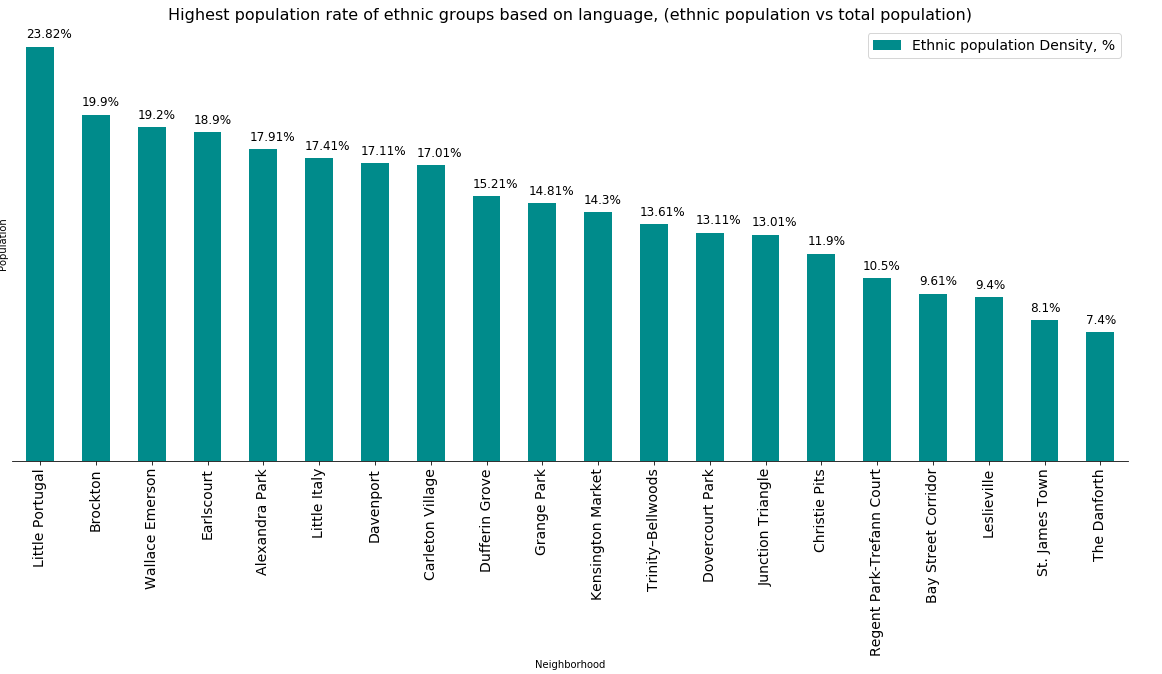 Highest population rate of ethnic groups based on language, (ethnic population vs total population)
Ethnic population Density, %
23.82%
19.9%
19.2%
18.9%
17.91%
17.41%
17.11%
17.01%
15.21%
14.81%
14.3%
13.61%
13.11%
13.01%
11.9%
10.5%
9.61%
9.4%
8.1%
7.4%
Population
Little Portugal
Brockton
Wallace Emerson
Earlscourt
Alexandra Park
Little Italy
Davenport
Carleton Village
Dufferin Grove
Grange Park
Kensington Market
Trinity–Bellwoods
Dovercourt Park
Junction Triangle
Christie Pits
Regent Park-Trefann Court
Bay Street Corridor
Leslieville
St. James Town
The Danforth
Neighborhood